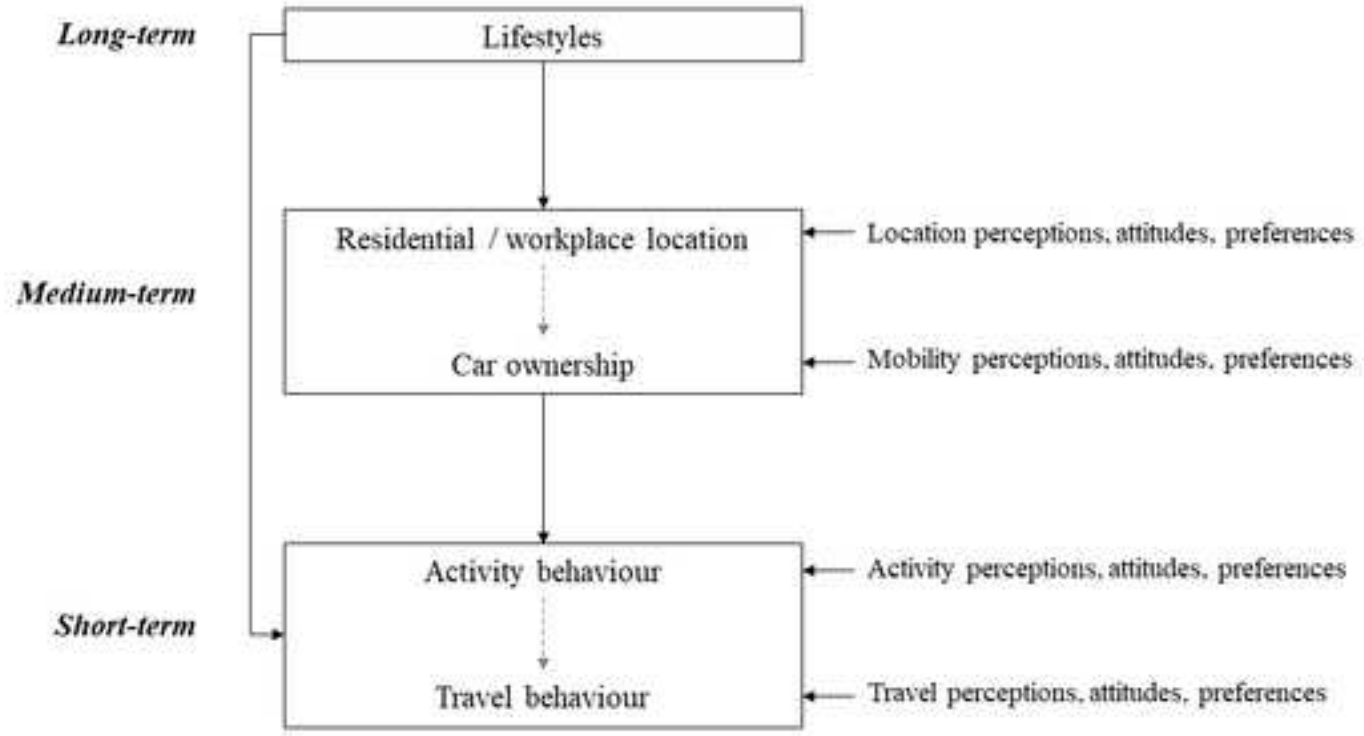 Long-term
Lifestyles
Residential / workplace location
Location perceptions, attitudes, preferences
Medium-term
Car ownership
Mobility perceptions, attitudes, preferences
Activity behaviour
Activity perceptions, attitudes, preferences
Short-term
Travel behaviour
Travel perceptions, attitudes, preferences